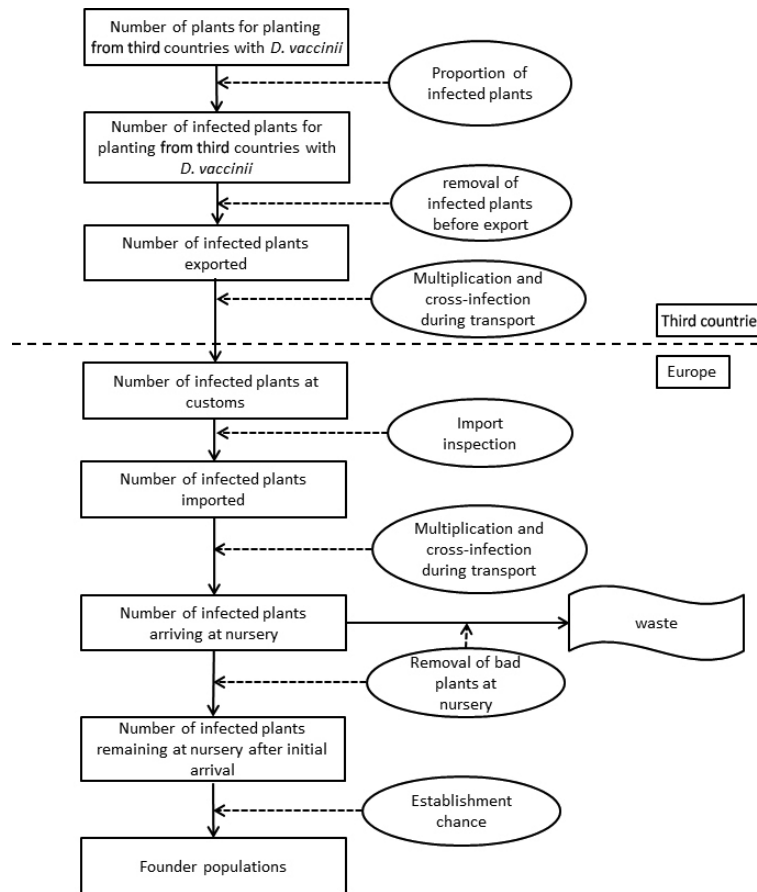 Number of plants for planting
from third countries with D. vaccinii
Proportion of
infected plants
Number of infected plants for
planting from third countries with
D. vaccinii
removal of
infected plants
before export
Number of infected plants
exported
Multiplication and
cross-infection
during transport
Third countrie
Europe
Number of infected plants at
customs
Import
inspection
Number of infected plants
imported
Multiplication and
cross-infection
during transport
Number of infected plants
arriving at nursery
waste
Removal of bad
plants at
nursery
Number of infected plants
remaining at nursery after initial
arrival
Establishment
chance
Founder populations